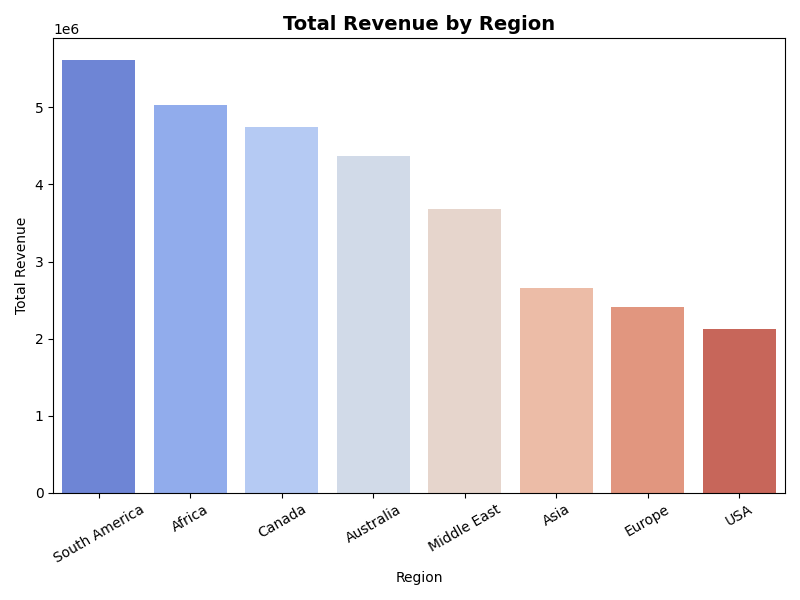 Total Revenue by Region
1e6
5
4
3
2
1
0
Total Revenue
South America
Africa
Canada
Australia
Middle East
Asia
Europe
USA
Region